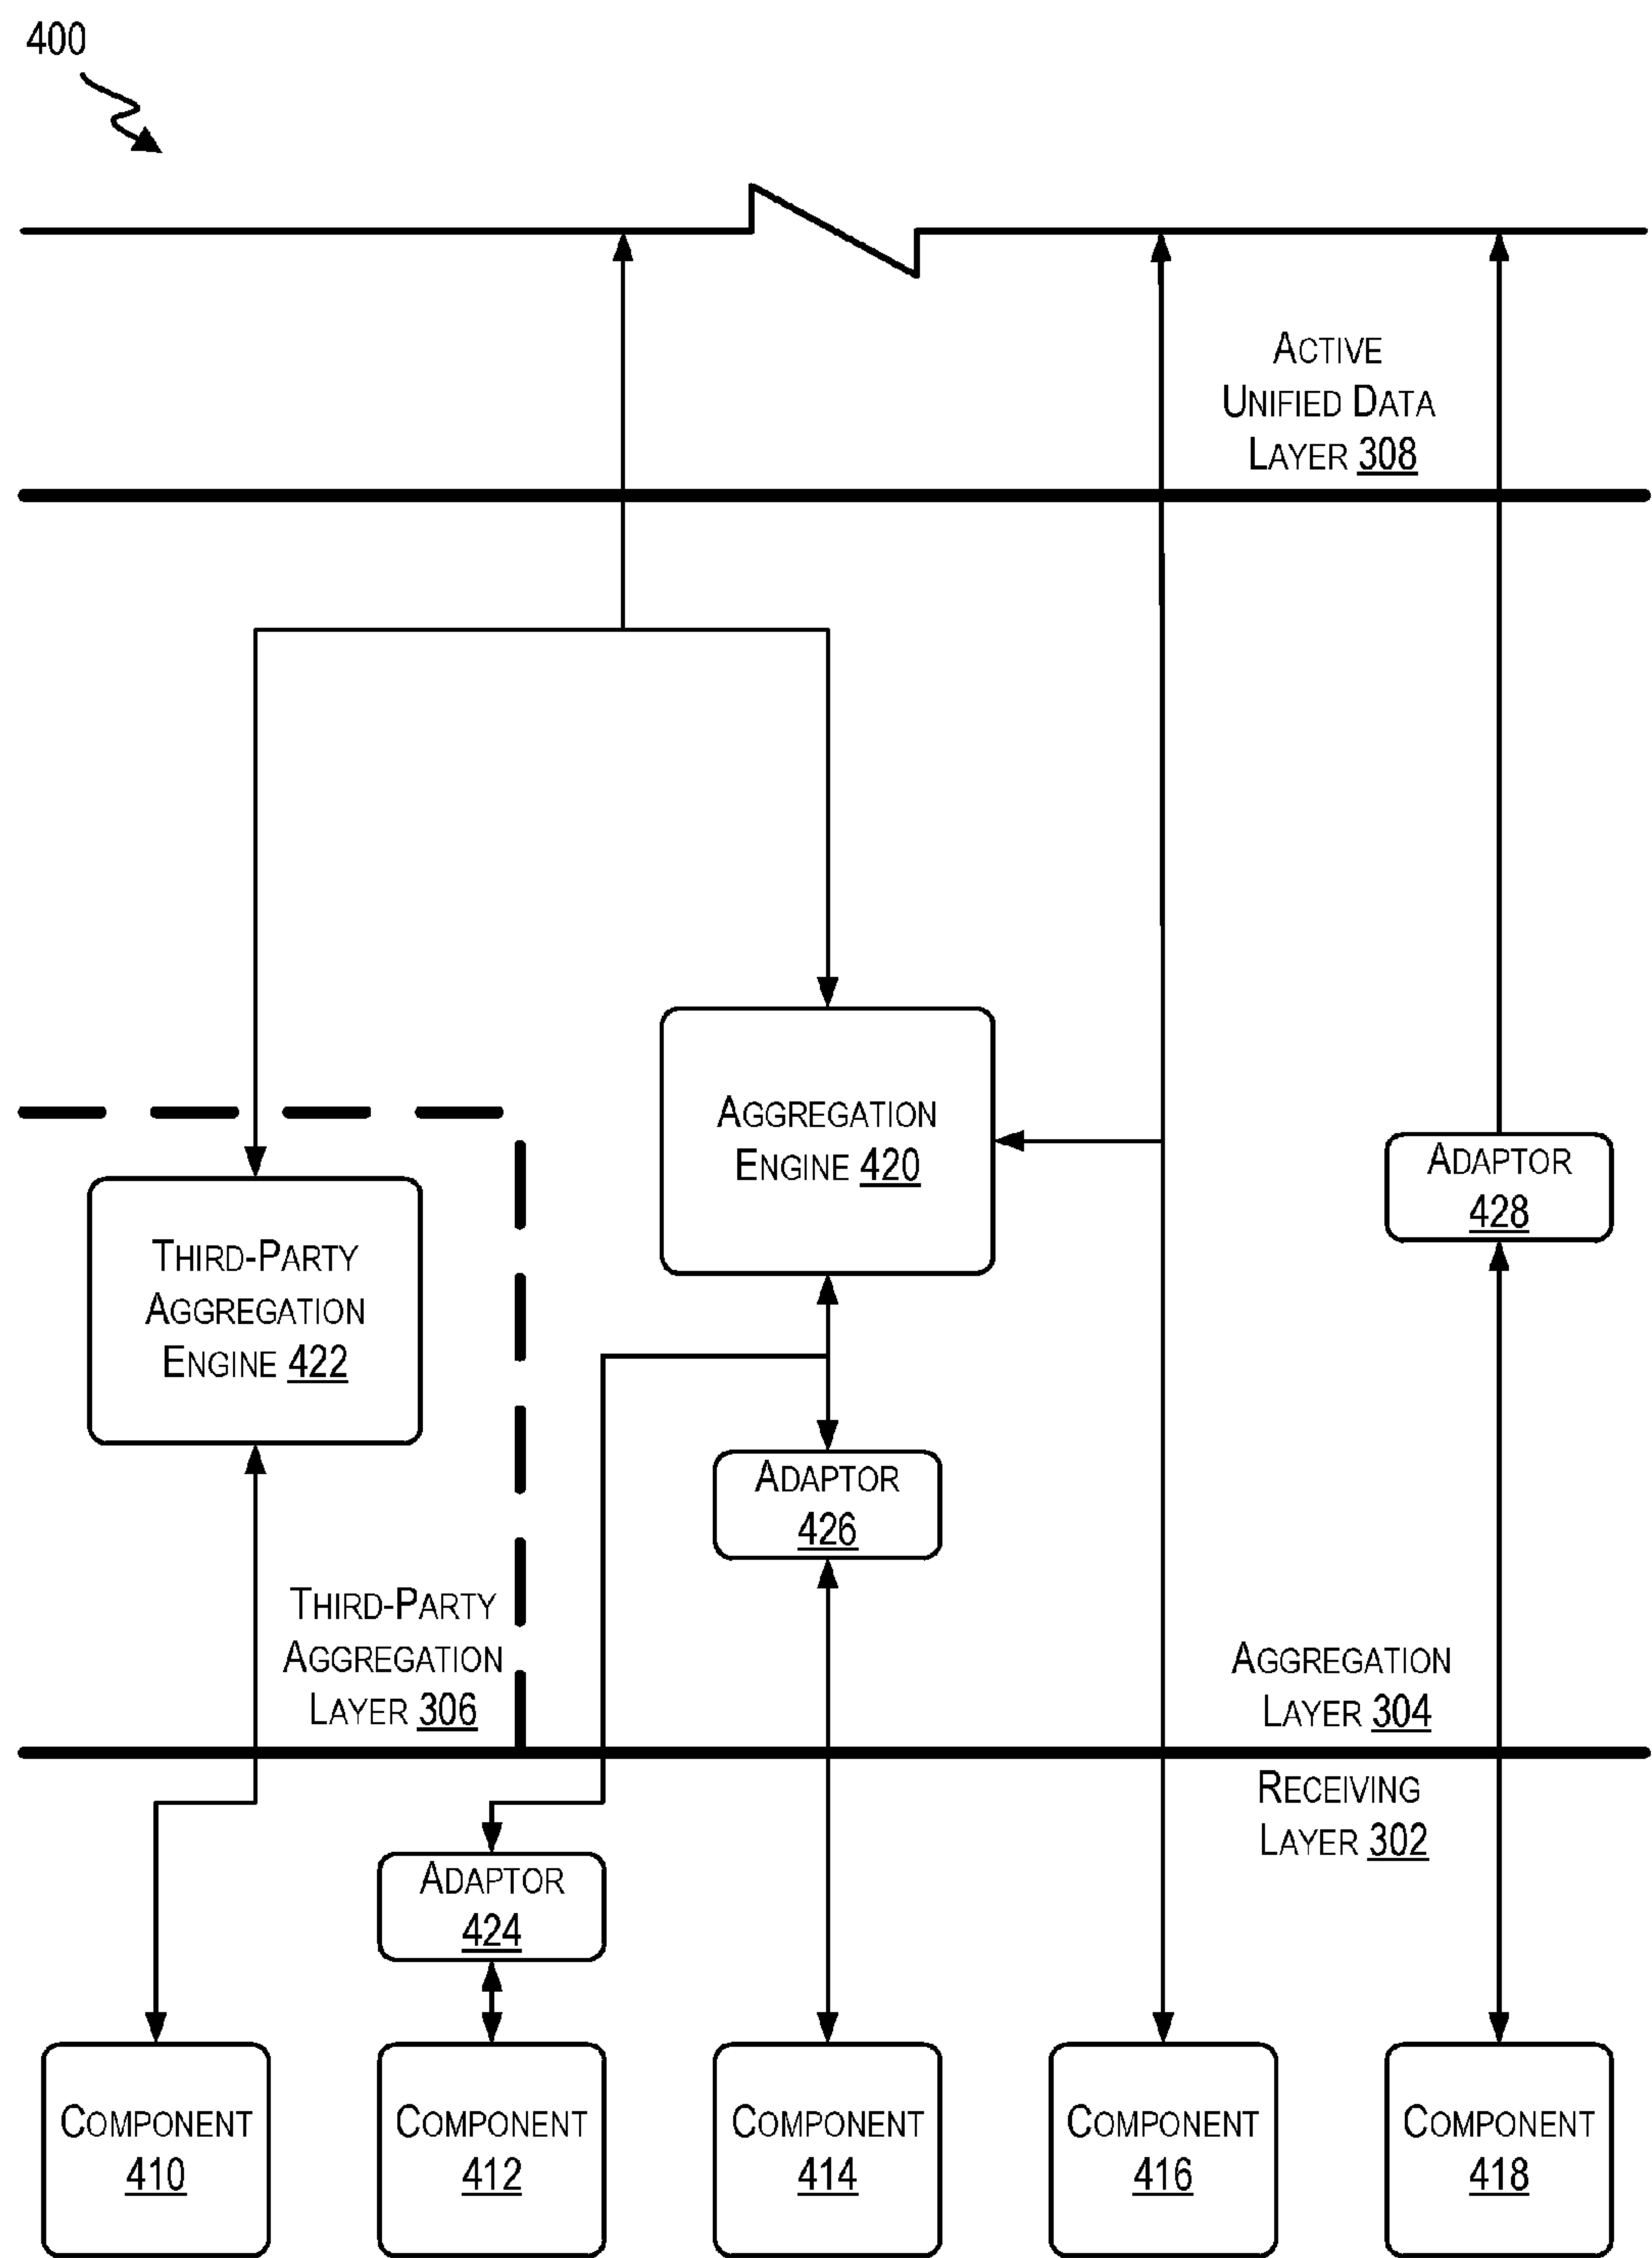 400
Active
Unified Data
Layer 308
Aggregation
Engine 420
Adaptor
428
Third-Party
Aggregation
Engine 422
Adaptor
426
Third-Party
Aggregation
Layer 306
Aggregation
Layer 304
Receiving
Layer 302
Adaptor
424
Component
410
Component
412
Component
414
Component
416
Component
418